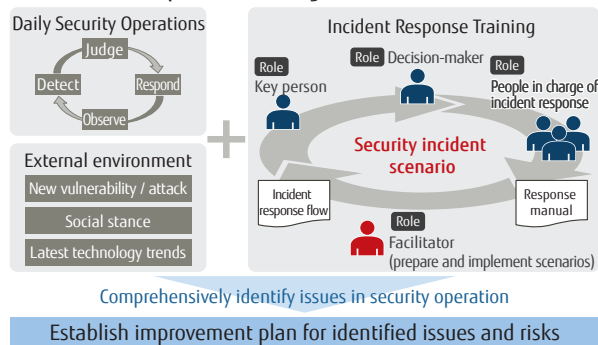 Daily Security Operations
Judge
Detect
Respond
Observe
External environment
New vulnerability / attack
Social stance
Latest technology trends
+
Incident Response Training
Role
Key person
Role
Decision-maker
Role
People in charge of
incident response
Security incident
scenario
Incident
response flow
Response
manual
Role
Facilitator
(prepare and implement scenarios)
Comprehensively identify issues in security operation
Establish improvement plan for identified issues and risks